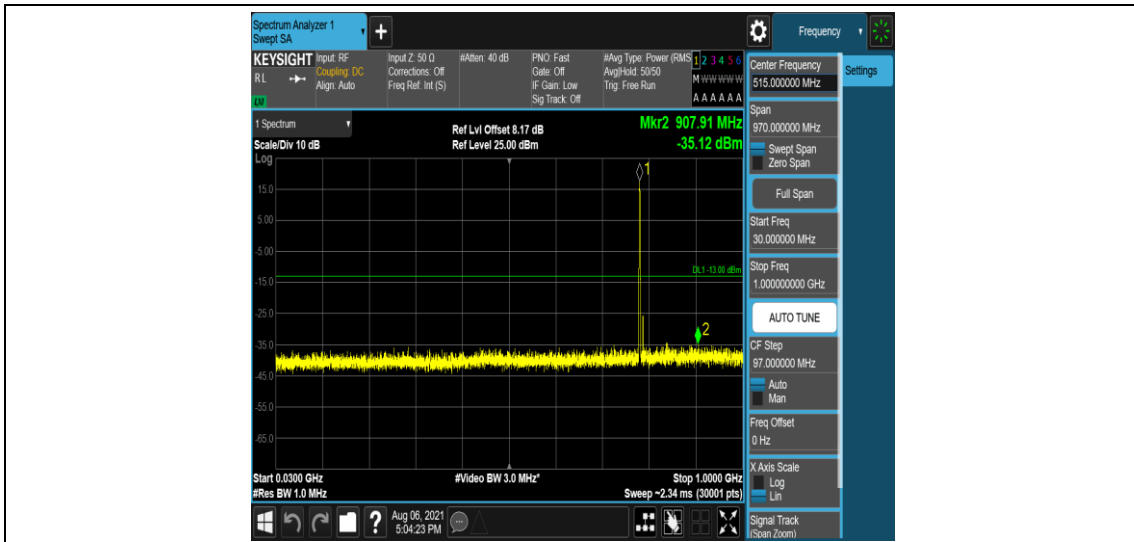 Spectrum Analyzer 1
Swept SA
+
Frequency
KEYSIGHT
RL
LM
Input: RF
Coupling: DC
Align: Auto
Input Z: 50 Ω
Corrections: Off
Freq Ref: Int (S)
#Atten: 40 dB
PNO: Fast
Gate: Off
IF Gain: Low
Sig Track: Off
#Avg Type: Power (RMS
Avg|Hold: 50/50
Trig: Free Run
1 2 3 4 5 6
M W W W W W
A A A A A A
1 Spectrum
Scale/Div 10 dB
Ref Lvl Offset 8.17 dB
Ref Level 25.00 dBm
Mkr2 907.91 MHz
-35.12 dBm
Log
15.0
5.00
-5.00
-15.0
-25.0
-35.0
-45.0
-55.0
-65.0
1
DL1 -13.00 dBm
2
Start 0.0300 GHz
#Res BW 1.0 MHz
#Video BW 3.0 MHz*
Stop 1.0000 GHz
Sweep ~2.34 ms (30001 pts)
Center Frequency
515.000000 MHz
Settings
Span
970.000000 MHz
Swept Span
Zero Span
Full Span
Start Freq
30.000000 MHz
Stop Freq
1.000000000 GHz
AUTO TUNE
CF Step
97.000000 MHz
Auto
Man
Freq Offset
0 Hz
X Axis Scale
Log
Lin
Signal Track
(Span Zoom)
?
Aug 06, 2021
5:04:23 PM